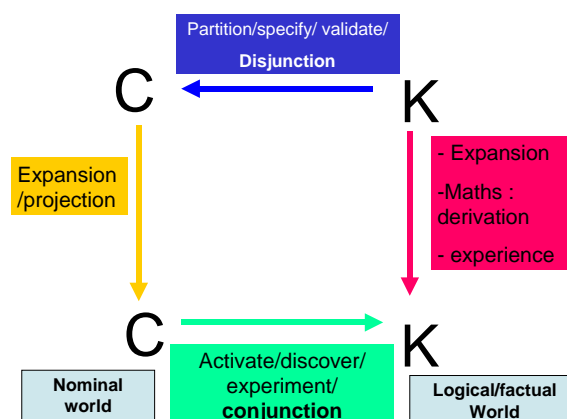 Partition/specify/ validate/
Disjunction
C
K
Expansion
/projection
- Expansion
-Maths :
derivation
- experience
C
K
Activate/discover/
experiment/
conjunction
Nominal
world
Logical/factual
World